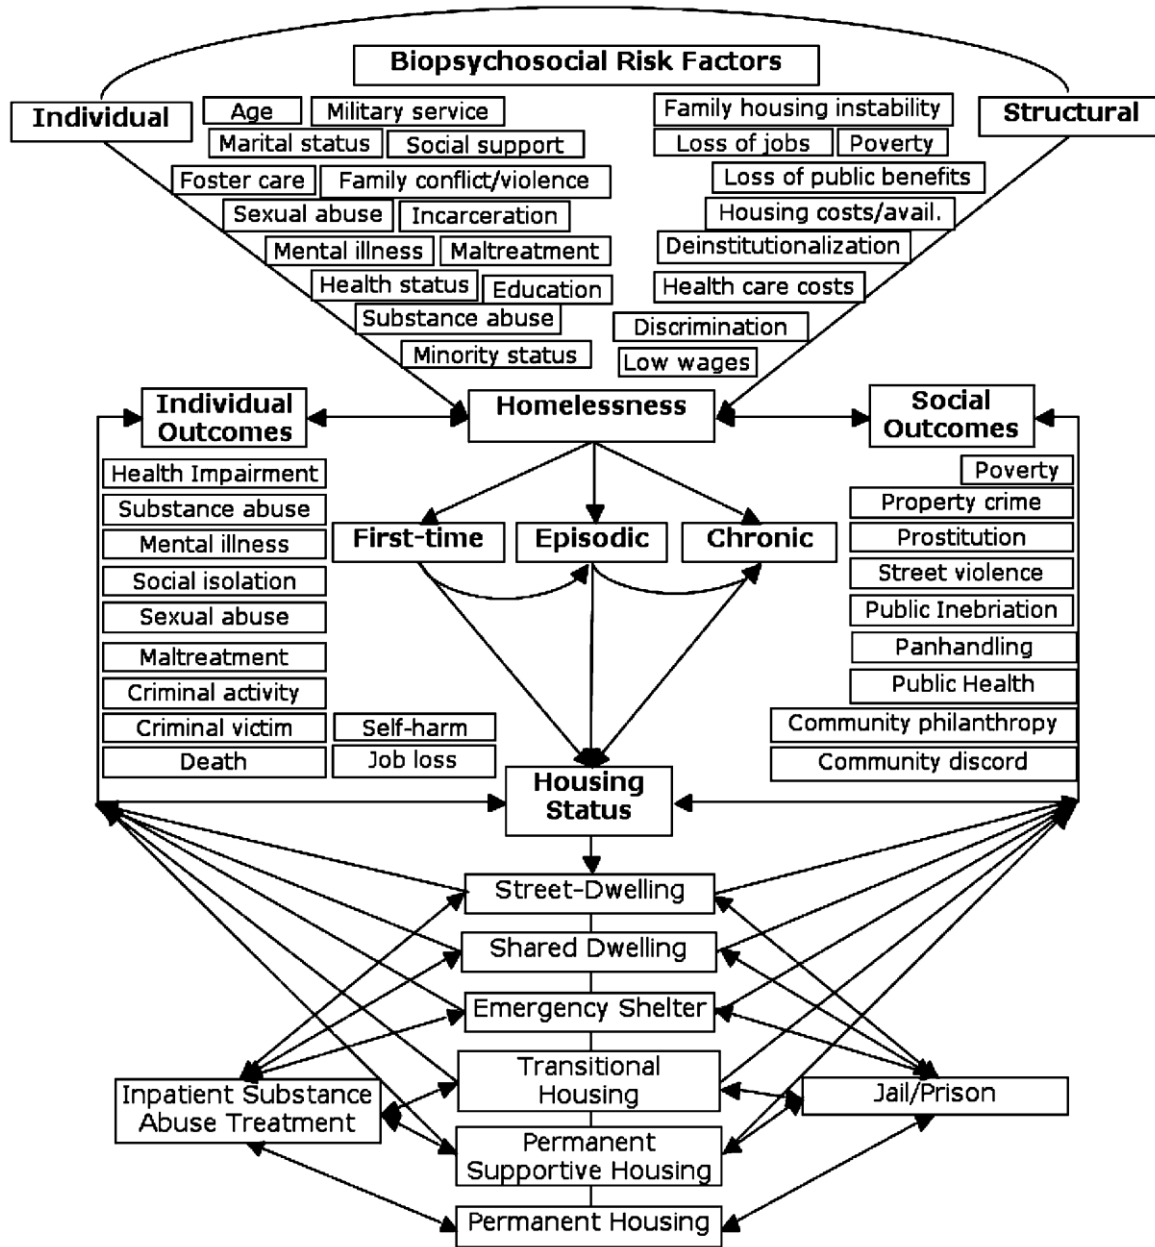 Biopsychosocial Risk Factors
Individual
Structural
Age
Military service
Marital status
Social support
Foster care
Family conflict/violence
Sexual abuse
Incarceration
Mental illness
Maltreatment
Health status
Education
Substance abuse
Minority status
Family housing instability
Loss of jobs
Poverty
Loss of public benefits
Housing costs/avail.
Deinstitutionalization
Health care costs
Discrimination
Low wages
Individual
Outcomes
Homelessness
Social
Outcomes
Health Impairment
Substance abuse
Mental illness
Social isolation
Sexual abuse
Maltreatment
Criminal activity
Criminal victim
Self-harm
Death
Job loss
First-time
Episodic
Chronic
Poverty
Property crime
Prostitution
Street violence
Public Inebriation
Panhandling
Public Health
Community philanthropy
Community discord
Housing
Status
Street-Dwelling
Shared Dwelling
Emergency Shelter
Transitional
Housing
Inpatient Substance
Abuse Treatment
Jail/Prison
Permanent
Supportive Housing
Permanent Housing